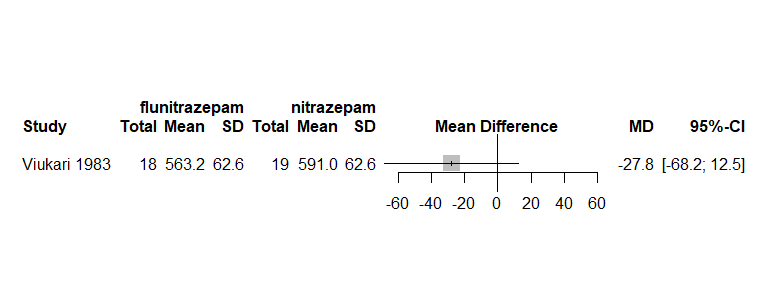 flunitrazepam nitrazepam
Study Total Mean SD Total Mean SD Mean Difference MD 95%-CI
Viukari 1983 18 563.2 62.6 19 591.0 62.6 -27.8 [-68.2; 12.5]
-60 -40 -20 0 20 40 60